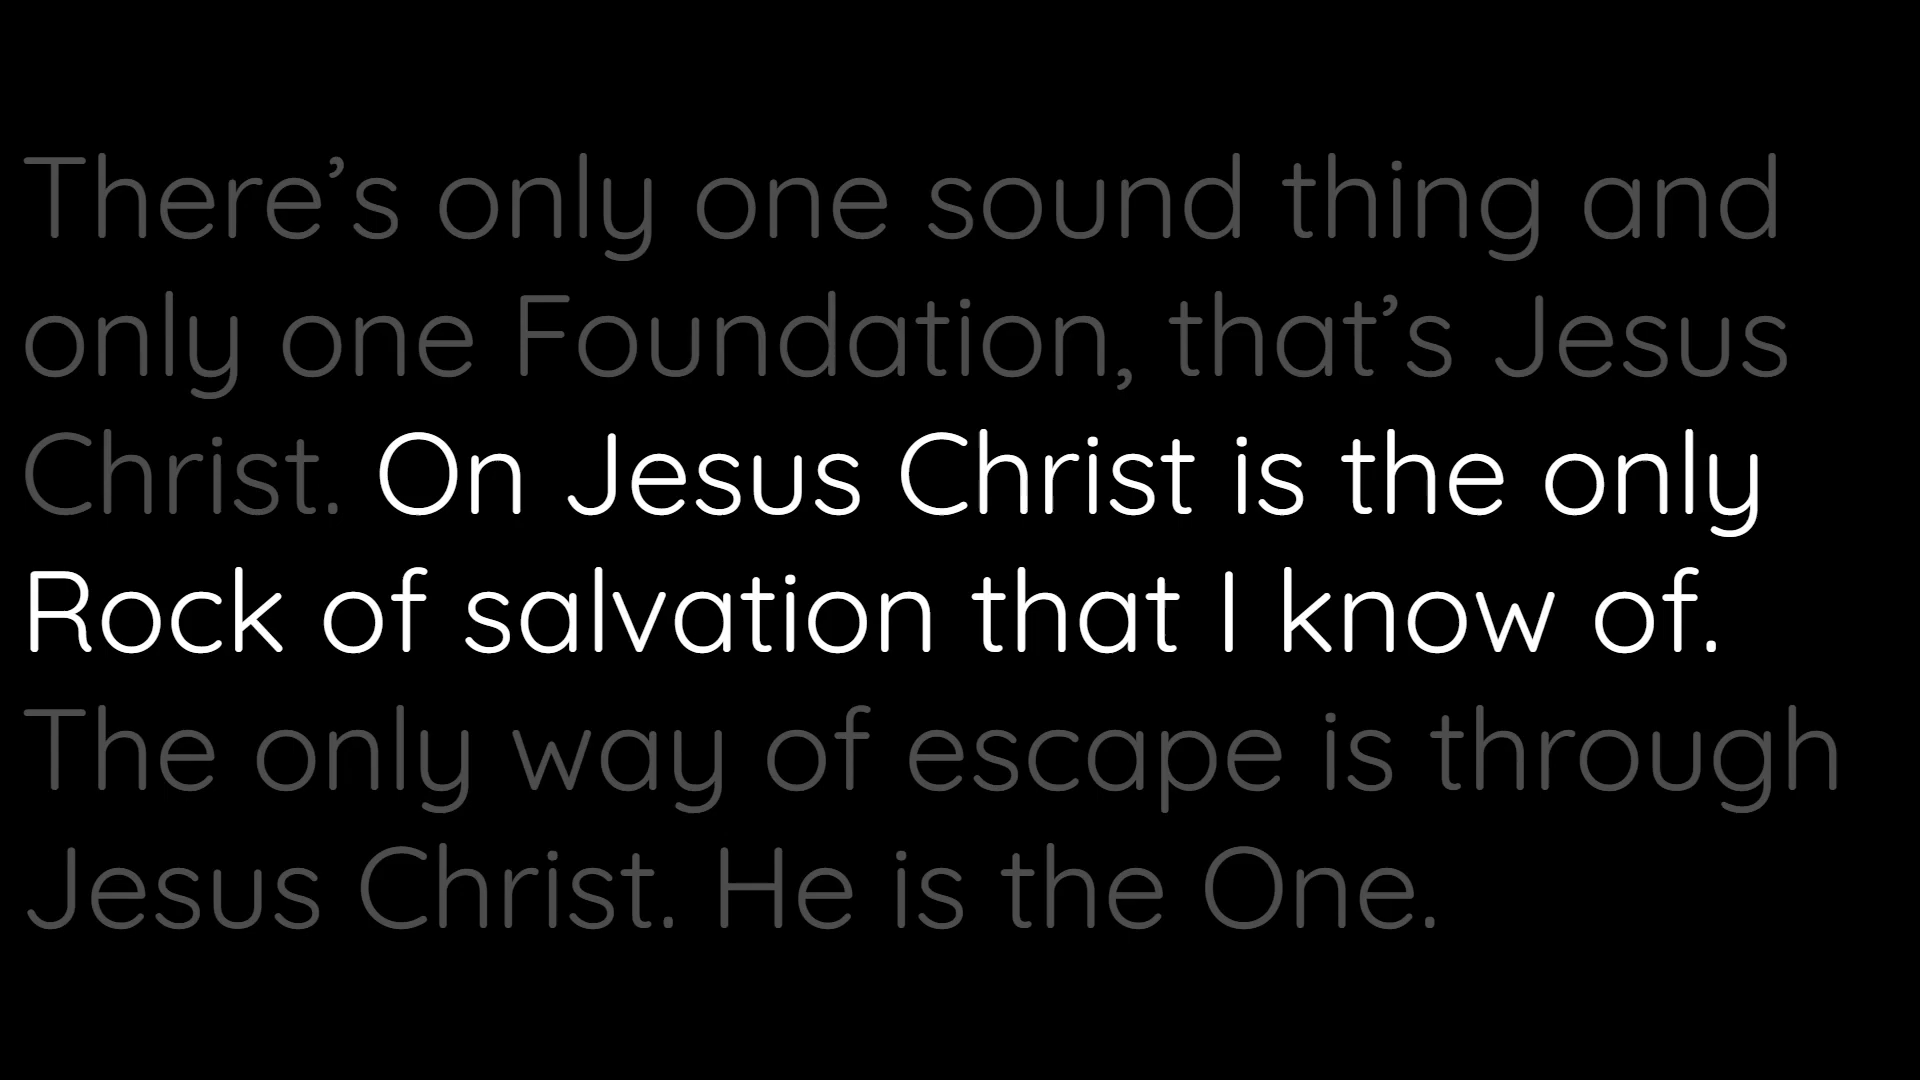 There’s only one sound thing and
only one Foundation, that’s Jesus
Christ. On Jesus Christ is the only
Rock of salvation that I know of.
The only way of escape is through
Jesus Christ. He is the One.